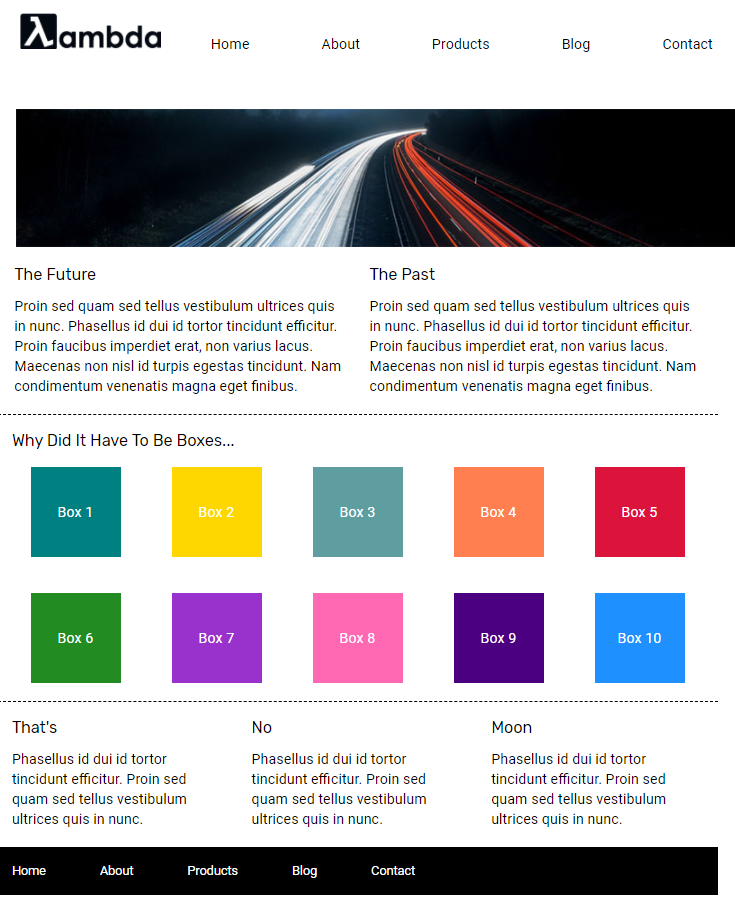 λambda
Home About Products Blog Contact
The Future
Proin sed quam sed tellus vestibulum ultrices quis
in nunc. Phasellus id dui id tortor tincidunt efficitur.
Proin faucibus imperdiet erat, non varius lacus.
Maecenas non nisl id turpis egestas tincidunt. Nam
condimentum venenatis magna eget finibus.
The Past
Proin sed quam sed tellus vestibulum ultrices quis
in nunc. Phasellus id dui id tortor tincidunt efficitur.
Proin faucibus imperdiet erat, non varius lacus.
Maecenas non nisl id turpis egestas tincidunt. Nam
condimentum venenatis magna eget finibus.
Why Did It Have To Be Boxes...
Box 1 Box 2 Box 3 Box 4 Box 5
Box 6 Box 7 Box 8 Box 9 Box 10
That's
Phasellus id dui id tortor
tincidunt efficitur. Proin sed
quam sed tellus vestibulum
ultrices quis in nunc.
No
Phasellus id dui id tortor
tincidunt efficitur. Proin sed
quam sed tellus vestibulum
ultrices quis in nunc.
Moon
Phasellus id dui id tortor
tincidunt efficitur. Proin sed
quam sed tellus vestibulum
ultrices quis in nunc.
Home About Products Blog Contact